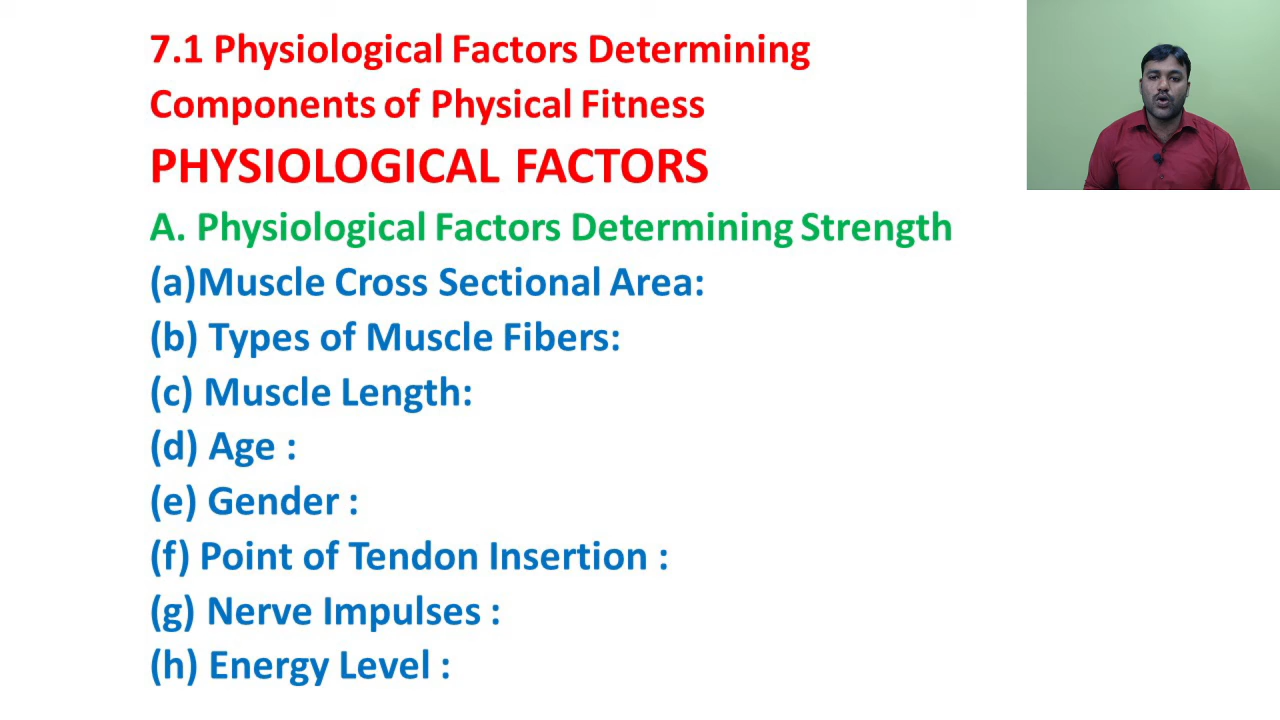 7.1 Physiological Factors Determining
Components of Physical Fitness
PHYSIOLOGICAL FACTORS
A. Physiological Factors Determining Strength
(a)Muscle Cross Sectional Area:
(b) Types of Muscle Fibers:
(c) Muscle Length:
(d) Age :
(e) Gender :
(f) Point of Tendon Insertion :
(g) Nerve Impulses :
(h) Energy Level :